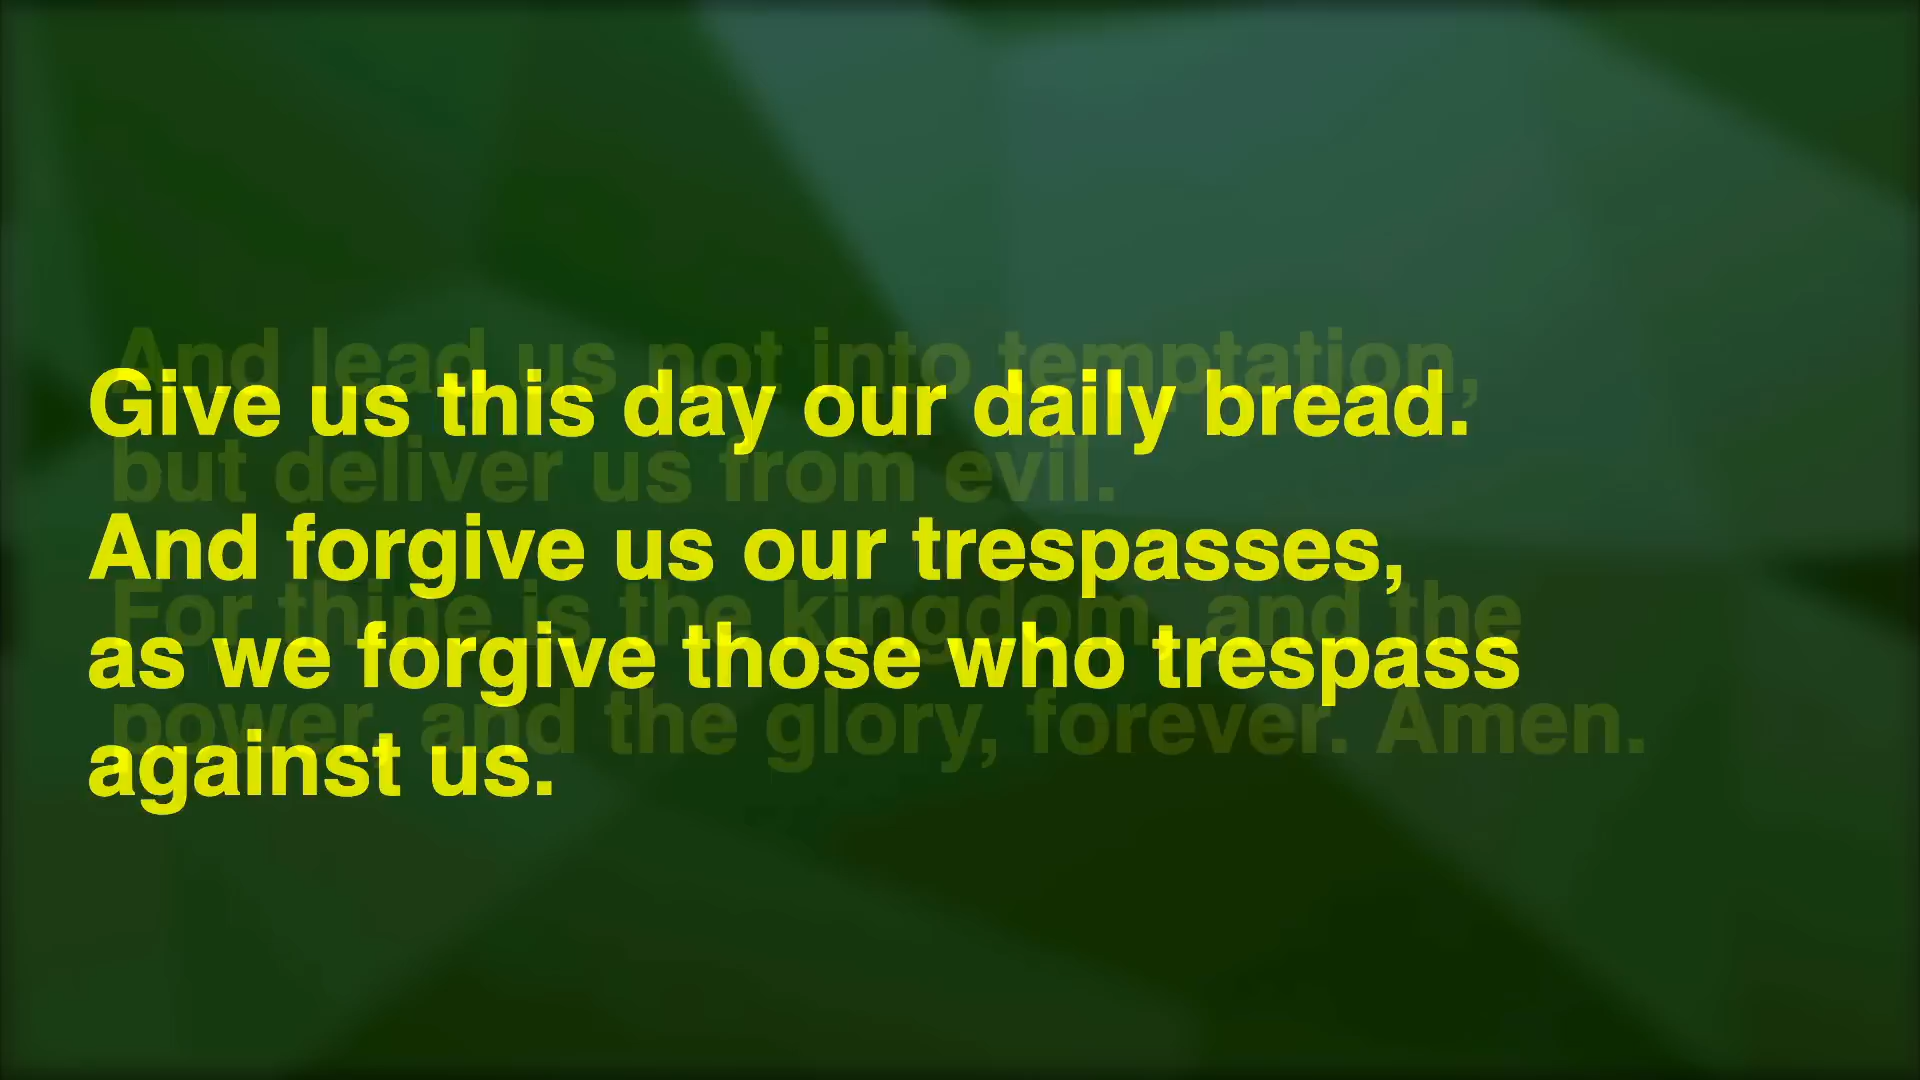 Give us this day our daily bread.
And forgive us our trespasses,
as we forgive those who trespass
against us.
And lead us not into temptation,
but deliver us from evil.
For thine is the kingdom, and the
power, and the glory, forever. Amen.